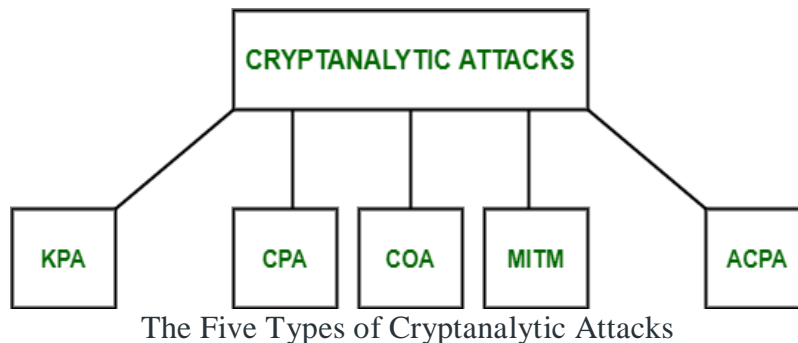 CRYPTANALYTIC ATTACKS
KPA CPA COA MITM ACPA
The Five Types of Cryptanalytic Attacks